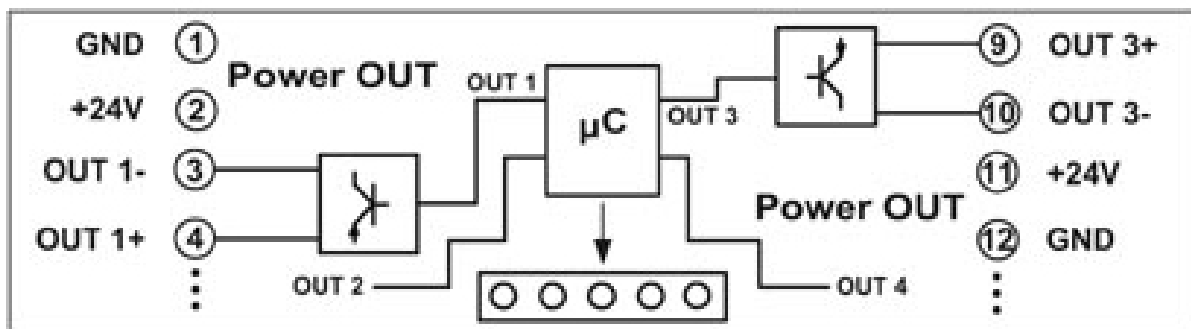 GND 1
Power OUT
+24V 2
OUT 1- 3
OUT 1+ 4
OUT 1
OUT 2
µC
OUT 3
OUT 4
9 OUT 3+
10 OUT 3-
11 +24V
Power OUT
12 GND